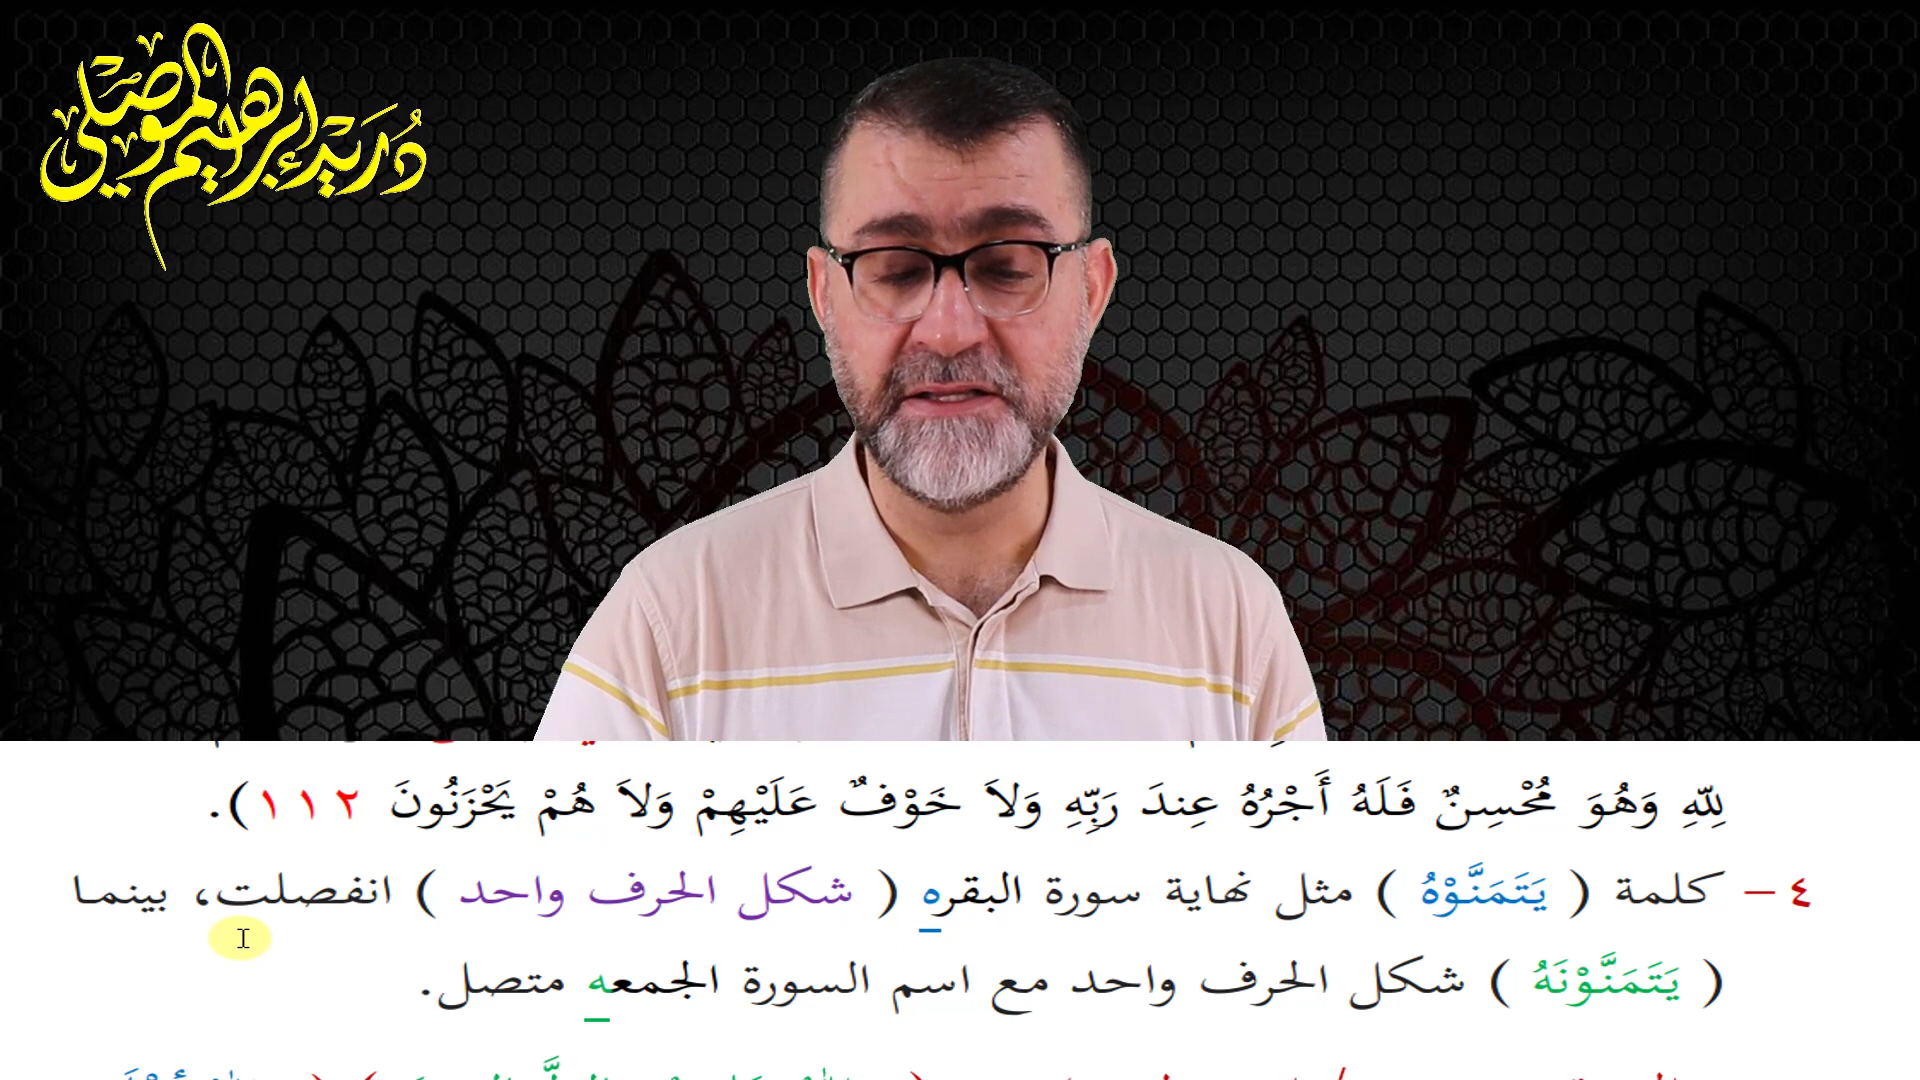 دُرَيْد إبراهيم الموصلي
لِلّهِ وَهُوَ مُحْسِنٌ فَلَهُ أَجْرُهُ عِندَ رَبِّهِ وَلاَ خَوْفٌ عَلَيْهِمْ وَلاَ هُمْ يَحْزَنُونَ ١١٢).
٤ – كلمة ( يَتَمَنَّوْهُ ) مثل نهاية سورة البقره ( شكل الحرف واحد ) انفصلت، بينما
( يَتَمَنَّوْنَهُ ) شكل الحرف واحد مع اسم السورة الجمعه متصل.